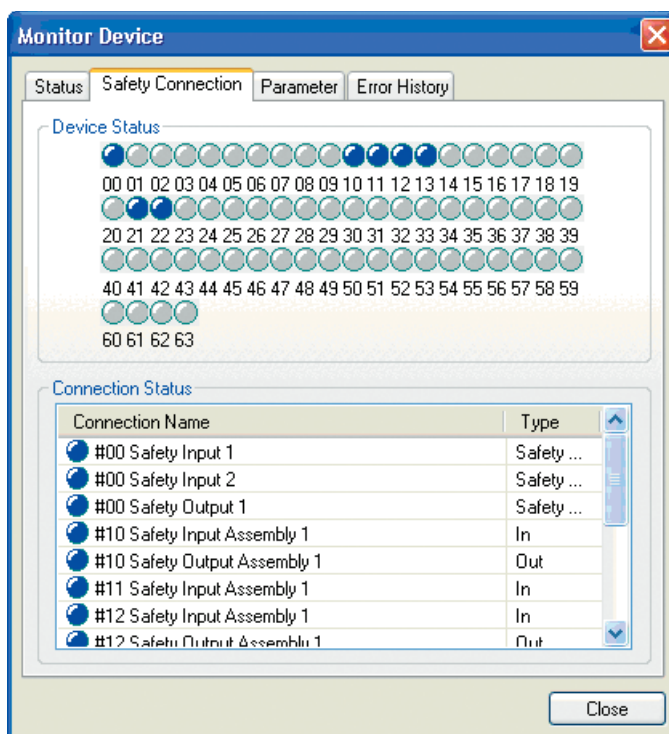 Monitor Device
Status Safety Connection Parameter Error History
Device Status
00 01 02 03 04 05 06 07 08 09 10 11 12 13 14 15 16 17 18 19
20 21 22 23 24 25 26 27 28 29 30 31 32 33 34 35 36 37 38 39
40 41 42 43 44 45 46 47 48 49 50 51 52 53 54 55 56 57 58 59
60 61 62 63
Connection Status
Connection Name Type
#00 Safety Input 1 Safety ...
#00 Safety Input 2 Safety ...
#00 Safety Output 1 Safety ...
#10 Safety Input Assembly 1 In
#10 Safety Output Assembly 1 Out
#11 Safety Input Assembly 1 In
#12 Safety Input Assembly 1 In
#12 Safety Output Assembly 1 Out
Close